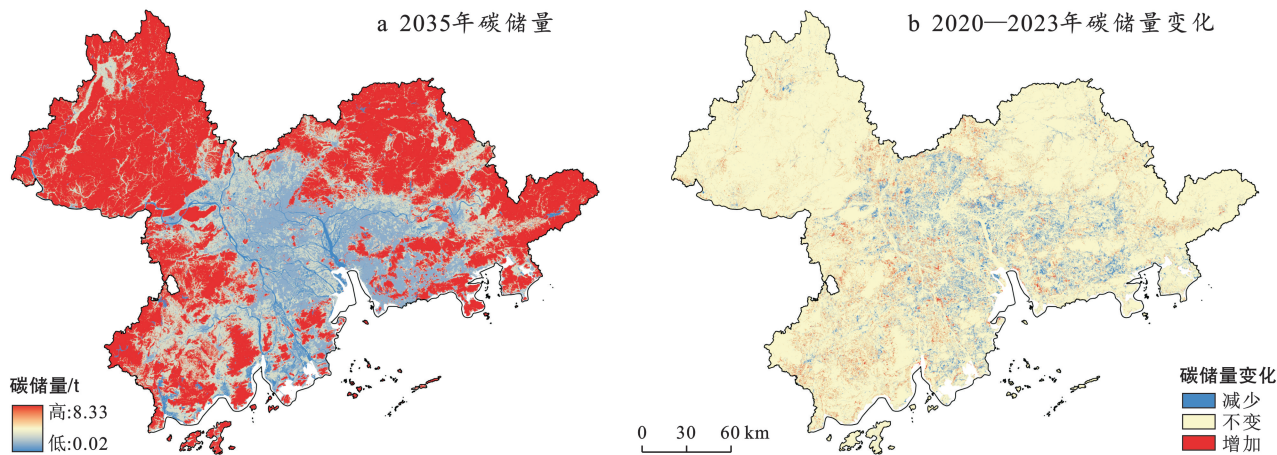 a 2035年碳储量
b 2020—2023年碳储量变化
碳储量/t
高:8.33
低:0.02
0 30 60 km
碳储量变化
减少
不变
增加